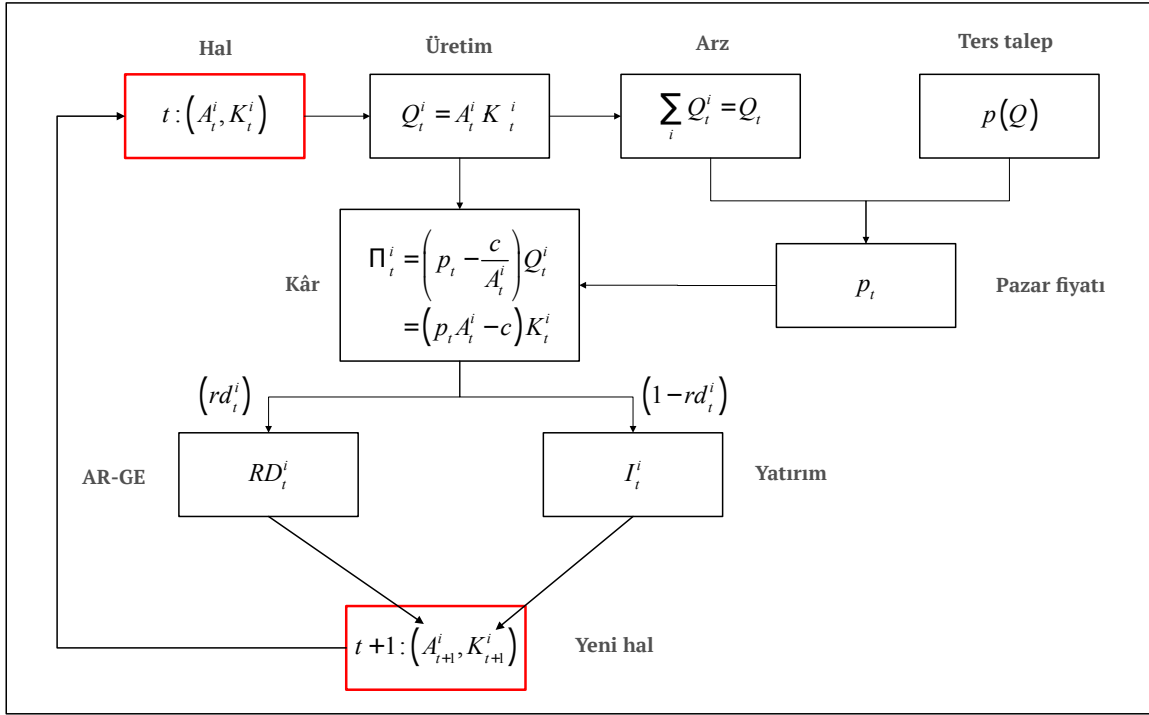 Hal
Üretim
Arz
Ters talep
t : (A_t^i, K_t^i)
Q_t^i = A_t^i K_t^i
∑_i Q_t^i = Q_t
p(Q)
Kâr
Π_t^i = (p_t − c/A_t^i) Q_t^i
= (p_t A_t^i − c) K_t^i
p_t
Pazar fiyatı
(rd_t^i)
(1 − rd_t^i)
AR-GE
RD_t^i
I_t^i
Yatırım
t+1 : (A_{t+1}^i, K_{t+1}^i)
Yeni hal